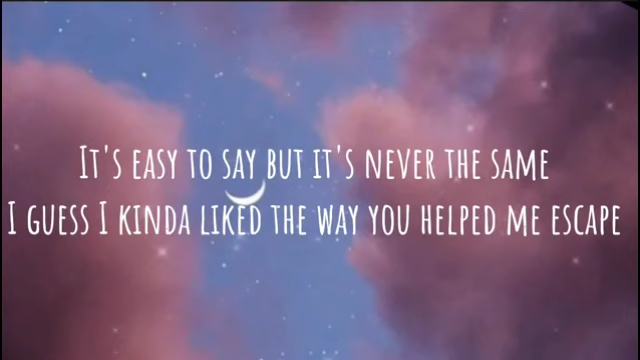 It's easy to say but it's never the same
I guess I kinda liked the way you helped me escape